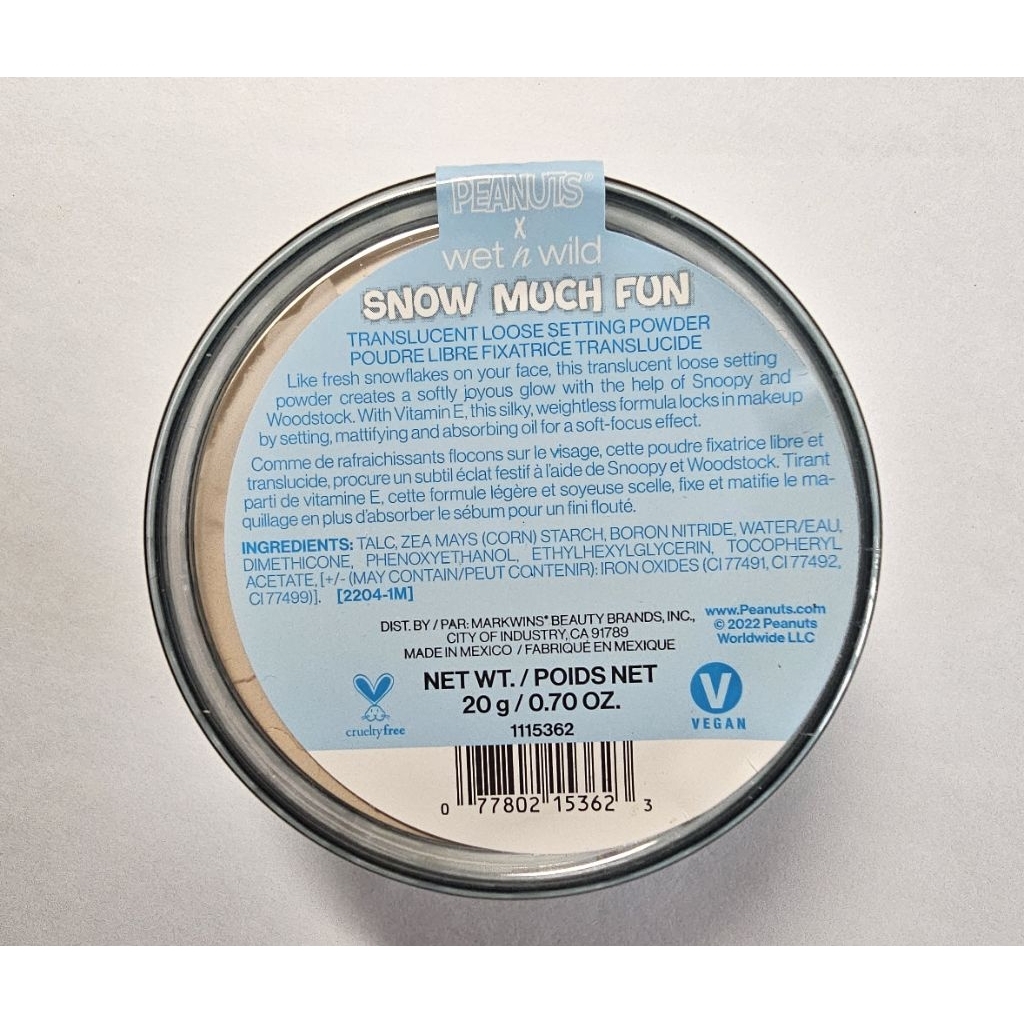 PEANUTS®
X
wet n wild
SNOW MUCH FUN
TRANSLUCENT LOOSE SETTING POWDER
POUDRE LIBRE FIXATRICE TRANSLUCIDE
Like fresh snowflakes on your face, this translucent loose setting
powder creates a softly joyous glow with the help of Snoopy and
Woodstock. With Vitamin E, this silky, weightless formula locks in makeup
by setting, mattifying and absorbing oil for a soft-focus effect.
Comme de rafraichissants flocons sur le visage, cette poudre fixatrice libre et
translucide, procure un subtil éclat festif à l'aide de Snoopy et Woodstock. Tirant
parti de vitamine E, cette formule légère et soyeuse scelle, fixe et matifie le ma-
quillage en plus d'absorber le sébum pour un fini flouté.
INGREDIENTS: TALC, ZEA MAYS (CORN) STARCH, BORON NITRIDE, WATER/EAU,
DIMETHICONE, PHENOXYETHANOL, ETHYLHEXYLGLYCERIN, TOCOPHERYL
ACETATE, [+/- (MAY CONTAIN/PEUT CONTENIR): IRON OXIDES (CI 77491, CI 77492,
CI 77499)]. [2204-1M]
DIST. BY / PAR: MARKWINS® BEAUTY BRANDS, INC.,
CITY OF INDUSTRY, CA 91789
MADE IN MEXICO / FABRIQUÉ EN MEXIQUE
www.Peanuts.com
© 2022 Peanuts
Worldwide LLC
NET WT. / POIDS NET
20 g / 0.70 OZ.
1115362
crueltyfree
V
VEGAN
0 77802 15362 3